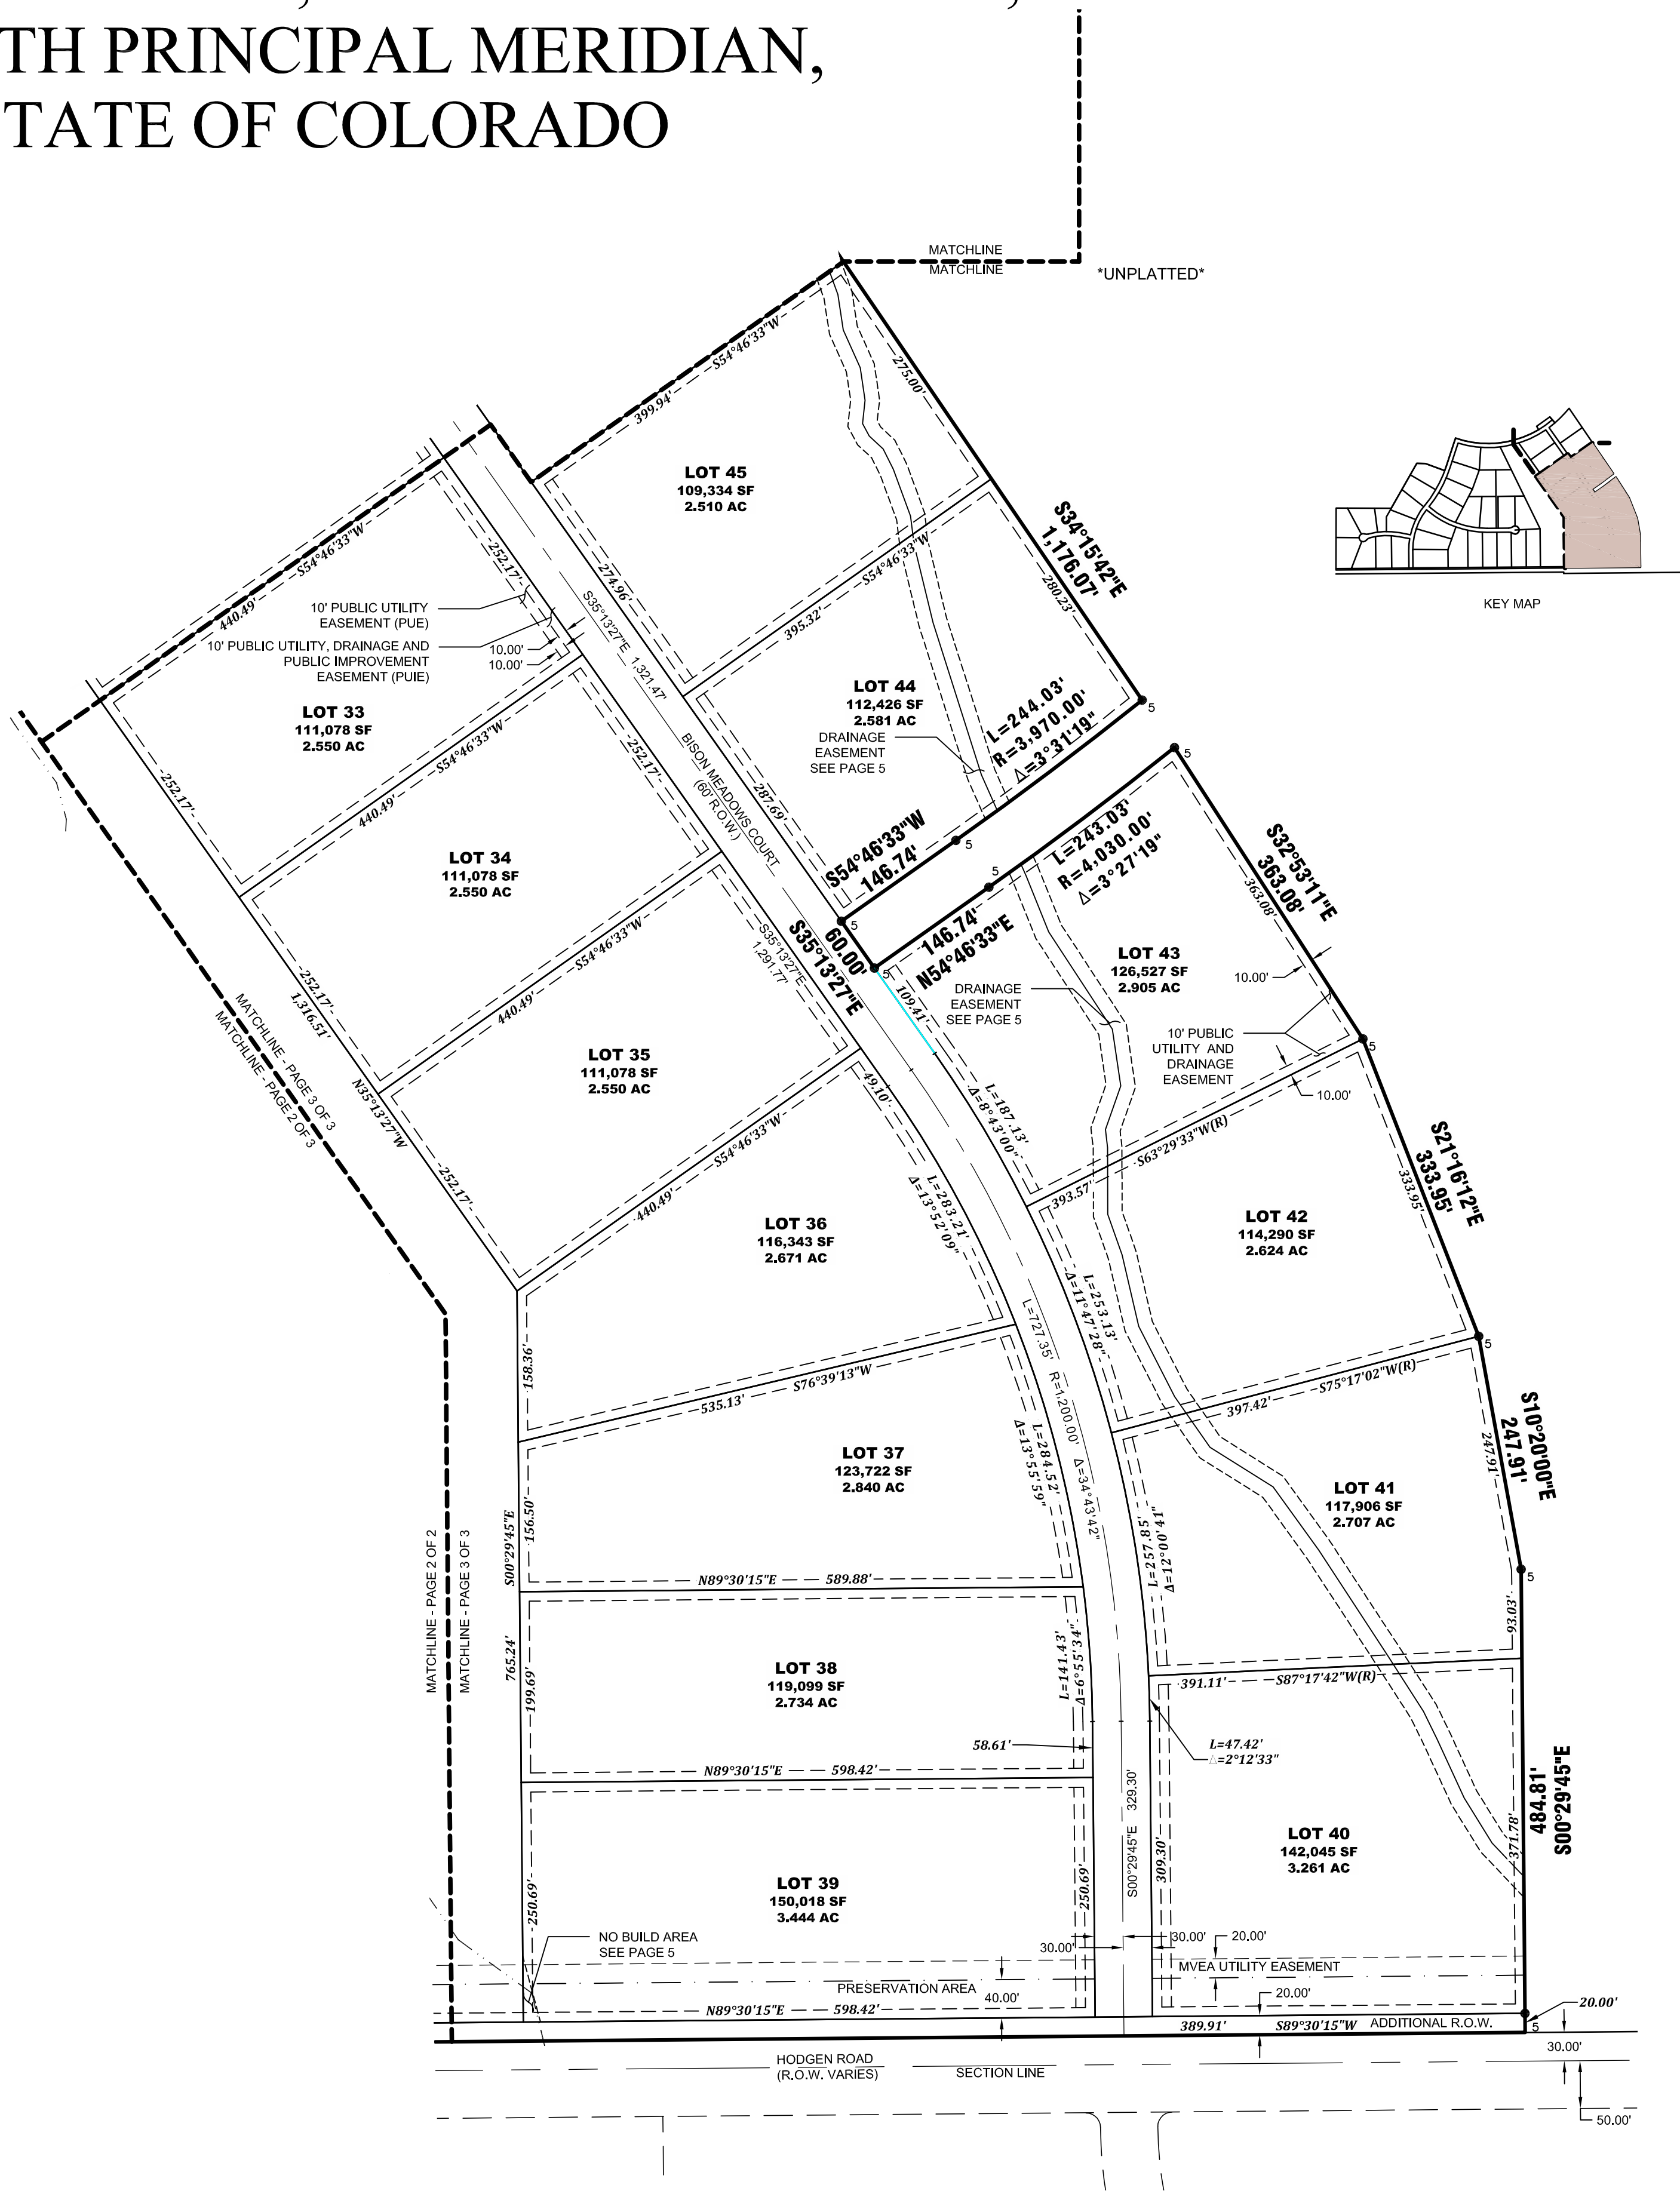 TH PRINCIPAL MERIDIAN,
TATE OF COLORADO
MATCHLINE
MATCHLINE
*UNPLATTED*
KEY MAP
S54°46'33"W
399.94'
275.00'
LOT 45
109,334 SF
2.510 AC
274.96'
S34°15'42"E
1,176.07'
S54°46'33"W
395.32'
280.23'
S54°46'33"W
440.49'
252.17'
10' PUBLIC UTILITY
EASEMENT (PUE)
10' PUBLIC UTILITY, DRAINAGE AND
PUBLIC IMPROVEMENT
EASEMENT (PUIE)
10.00'
10.00'
S35°13'27"E 1,321.47'
LOT 33
111,078 SF
2.550 AC
LOT 44
112,426 SF
2.581 AC
DRAINAGE
EASEMENT
SEE PAGE 5
L=244.03'
R=3,970.00'
Δ=3°31'19"
5
5
5
BISON MEADOWS COURT
(60' R.O.W.)
287.69'
252.17'
S54°46'33"W
440.49'
252.17'
S54°46'33"W
146.74'
5
5
5
60.00'
S35°13'27"E
146.74'
N54°46'33"E
L=243.03'
R=4,030.00'
Δ=3°27'19"
S32°53'11"E
363.08'
363.08'
LOT 34
111,078 SF
2.550 AC
S35°13'27"E
1,291.77'
109.41'
LOT 43
126,527 SF
2.905 AC
10.00'
DRAINAGE
EASEMENT
SEE PAGE 5
10' PUBLIC
UTILITY AND
DRAINAGE
EASEMENT
10.00'
5
S54°46'33"W
440.49'
252.17'
1,316.51'
N35°13'27"W
MATCHLINE - PAGE 3 OF 3
MATCHLINE - PAGE 2 OF 3
LOT 35
111,078 SF
2.550 AC
49.10'
L=187.13'
Δ=8°43'00"
S63°29'33"W(R)
393.57'
S21°16'12"E
333.95'
333.95'
S54°46'33"W
440.49'
252.17'
L=283.21'
Δ=13°52'09"
LOT 36
116,343 SF
2.671 AC
LOT 42
114,290 SF
2.624 AC
L=253.13'
Δ=11°47'28"
158.36'
S76°39'13"W
535.13'
L=727.35' R=1,200.00' Δ=34°43'42"
S75°17'02"W(R)
397.42'
5
S10°20'00"E
247.91'
247.91'
LOT 37
123,722 SF
2.840 AC
L=284.52'
Δ=13°55'59"
LOT 41
117,906 SF
2.707 AC
156.50'
S00°29'45"E
765.24'
N89°30'15"E
589.88'
L=257.85'
Δ=12°00'41"
5
93.03'
MATCHLINE - PAGE 2 OF 2
MATCHLINE - PAGE 3 OF 3
LOT 38
119,099 SF
2.734 AC
199.69'
L=141.43'
Δ=6°55'34"
391.11'
S87°17'42"W(R)
58.61'
L=47.42'
Δ=2°12'33"
N89°30'15"E
598.42'
S00°29'45"E 329.30'
309.30'
LOT 40
142,045 SF
3.261 AC
371.78'
484.81'
S00°29'45"E
LOT 39
150,018 SF
3.444 AC
250.69'
250.69'
NO BUILD AREA
SEE PAGE 5
30.00'
30.00'
20.00'
MVEA UTILITY EASEMENT
PRESERVATION AREA
40.00'
20.00'
20.00'
N89°30'15"E
598.42'
389.91'
S89°30'15"W
ADDITIONAL R.O.W.
5
HODGEN ROAD
(R.O.W. VARIES)
SECTION LINE
30.00'
50.00'